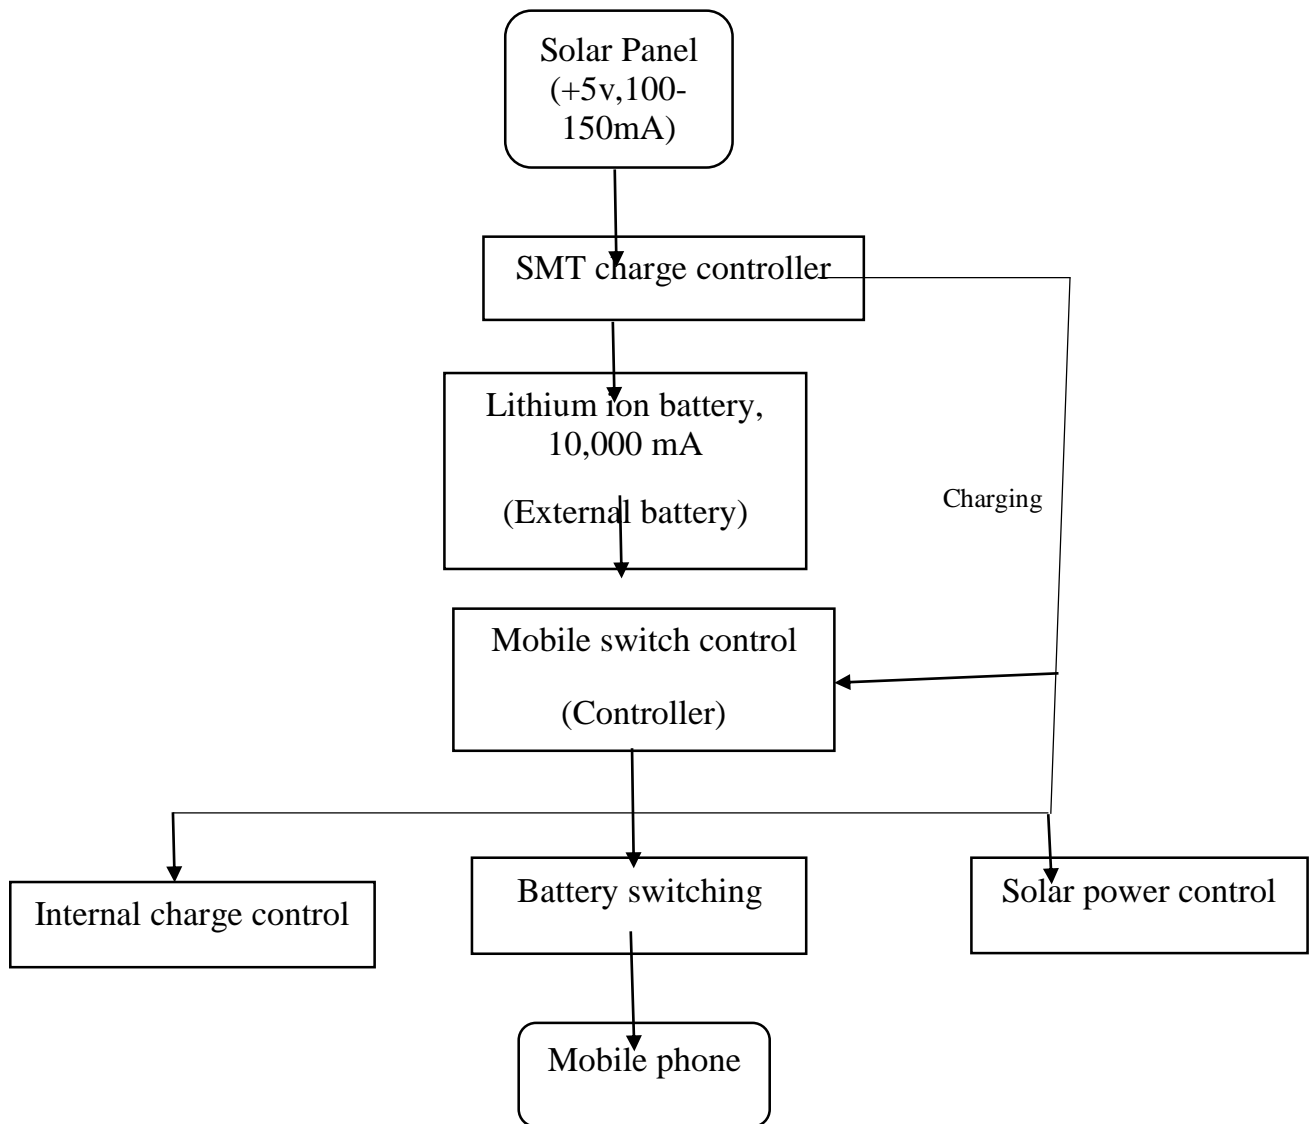 Solar Panel
(+5v,100-
150mA)
SMT charge controller
Lithium ion battery,
10,000 mA
(External battery)
Charging
Mobile switch control
(Controller)
Internal charge control
Battery switching
Solar power control
Mobile phone